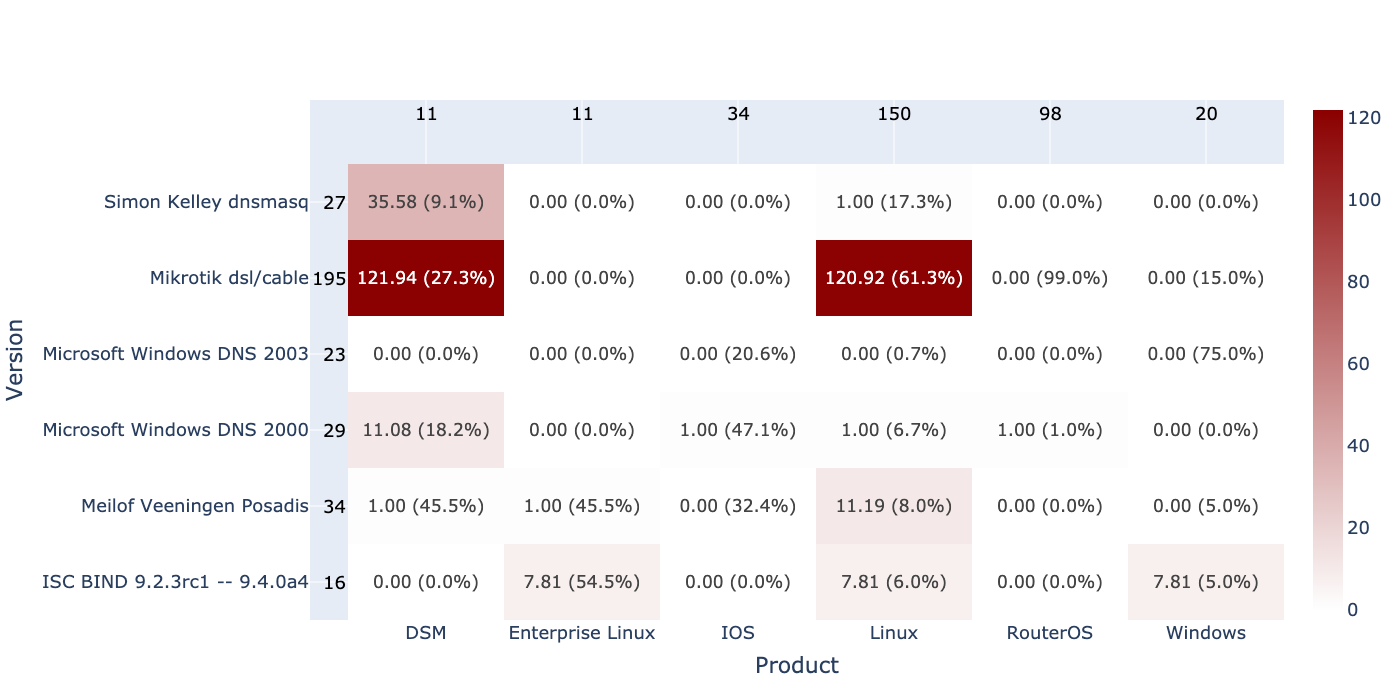 11 11 34 150 98 20
120
Simon Kelley dnsmasq 27 35.58 (9.1%) 0.00 (0.0%) 0.00 (0.0%) 1.00 (17.3%) 0.00 (0.0%) 0.00 (0.0%)
100
Mikrotik dsl/cable 195 121.94 (27.3%) 0.00 (0.0%) 0.00 (0.0%) 120.92 (61.3%) 0.00 (99.0%) 0.00 (15.0%)
80
Microsoft Windows DNS 2003 23 0.00 (0.0%) 0.00 (0.0%) 0.00 (20.6%) 0.00 (0.7%) 0.00 (0.0%) 0.00 (75.0%)
60
Version
Microsoft Windows DNS 2000 29 11.08 (18.2%) 0.00 (0.0%) 1.00 (47.1%) 1.00 (6.7%) 1.00 (1.0%) 0.00 (0.0%)
40
Meilof Veeningen Posadis 34 1.00 (45.5%) 1.00 (45.5%) 0.00 (32.4%) 11.19 (8.0%) 0.00 (0.0%) 0.00 (5.0%)
20
ISC BIND 9.2.3rc1 -- 9.4.0a4 16 0.00 (0.0%) 7.81 (54.5%) 0.00 (0.0%) 7.81 (6.0%) 0.00 (0.0%) 7.81 (5.0%)
0
DSM Enterprise Linux IOS Linux RouterOS Windows
Product